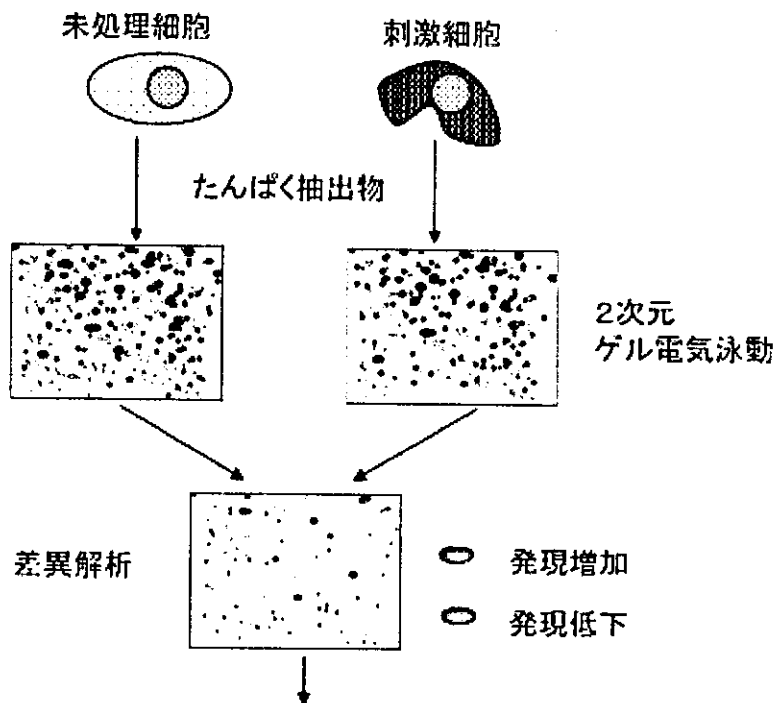 未処理細胞
刺激細胞
たんぱく抽出物
2次元
ゲル電気泳動
差異解析
発現増加
発現低下